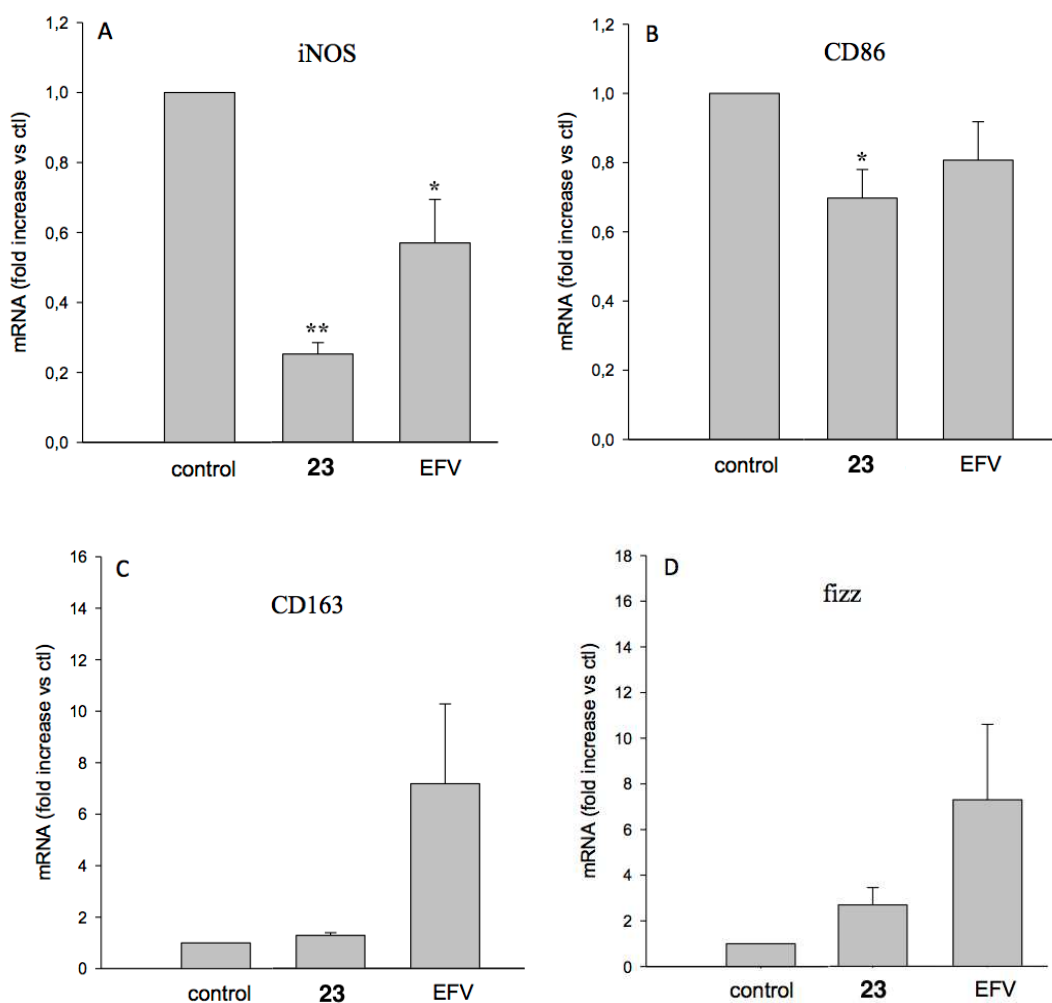 A
iNOS
mRNA (fold increase vs ctl)
1,2
1,0
0,8
0,6
0,4
0,2
0,0
**
*
control 23 EFV
B
CD86
mRNA (fold increase vs ctl)
1,2
1,0
0,8
0,6
0,4
0,2
0,0
*
control 23 EFV
C
CD163
mRNA (fold increase vs ctl)
16
14
12
10
8
6
4
2
0
control 23 EFV
D
fizz
mRNA (fold increase vs ctl)
18
16
14
12
10
8
6
4
2
0
control 23 EFV